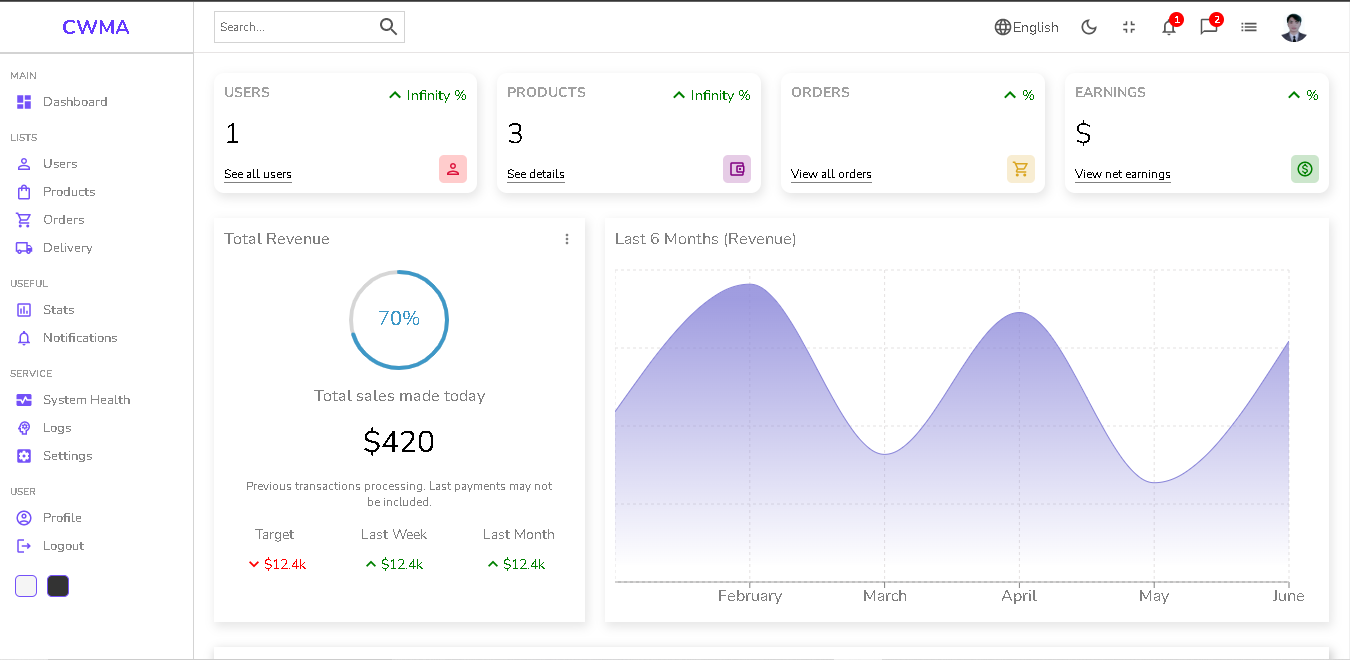 CWMA
Search...
English
1
2
MAIN
Dashboard
LISTS
Users
Products
Orders
Delivery
USEFUL
Stats
Notifications
SERVICE
System Health
Logs
Settings
USER
Profile
Logout
USERS
Infinity %
1
See all users
PRODUCTS
Infinity %
3
See details
ORDERS
%
View all orders
EARNINGS
%
$
View net earnings
Total Revenue
70%
Total sales made today
$420
Previous transactions processing. Last payments may not
be included.
Target Last Week Last Month
$12.4k $12.4k $12.4k
Last 6 Months (Revenue)
February March April May June